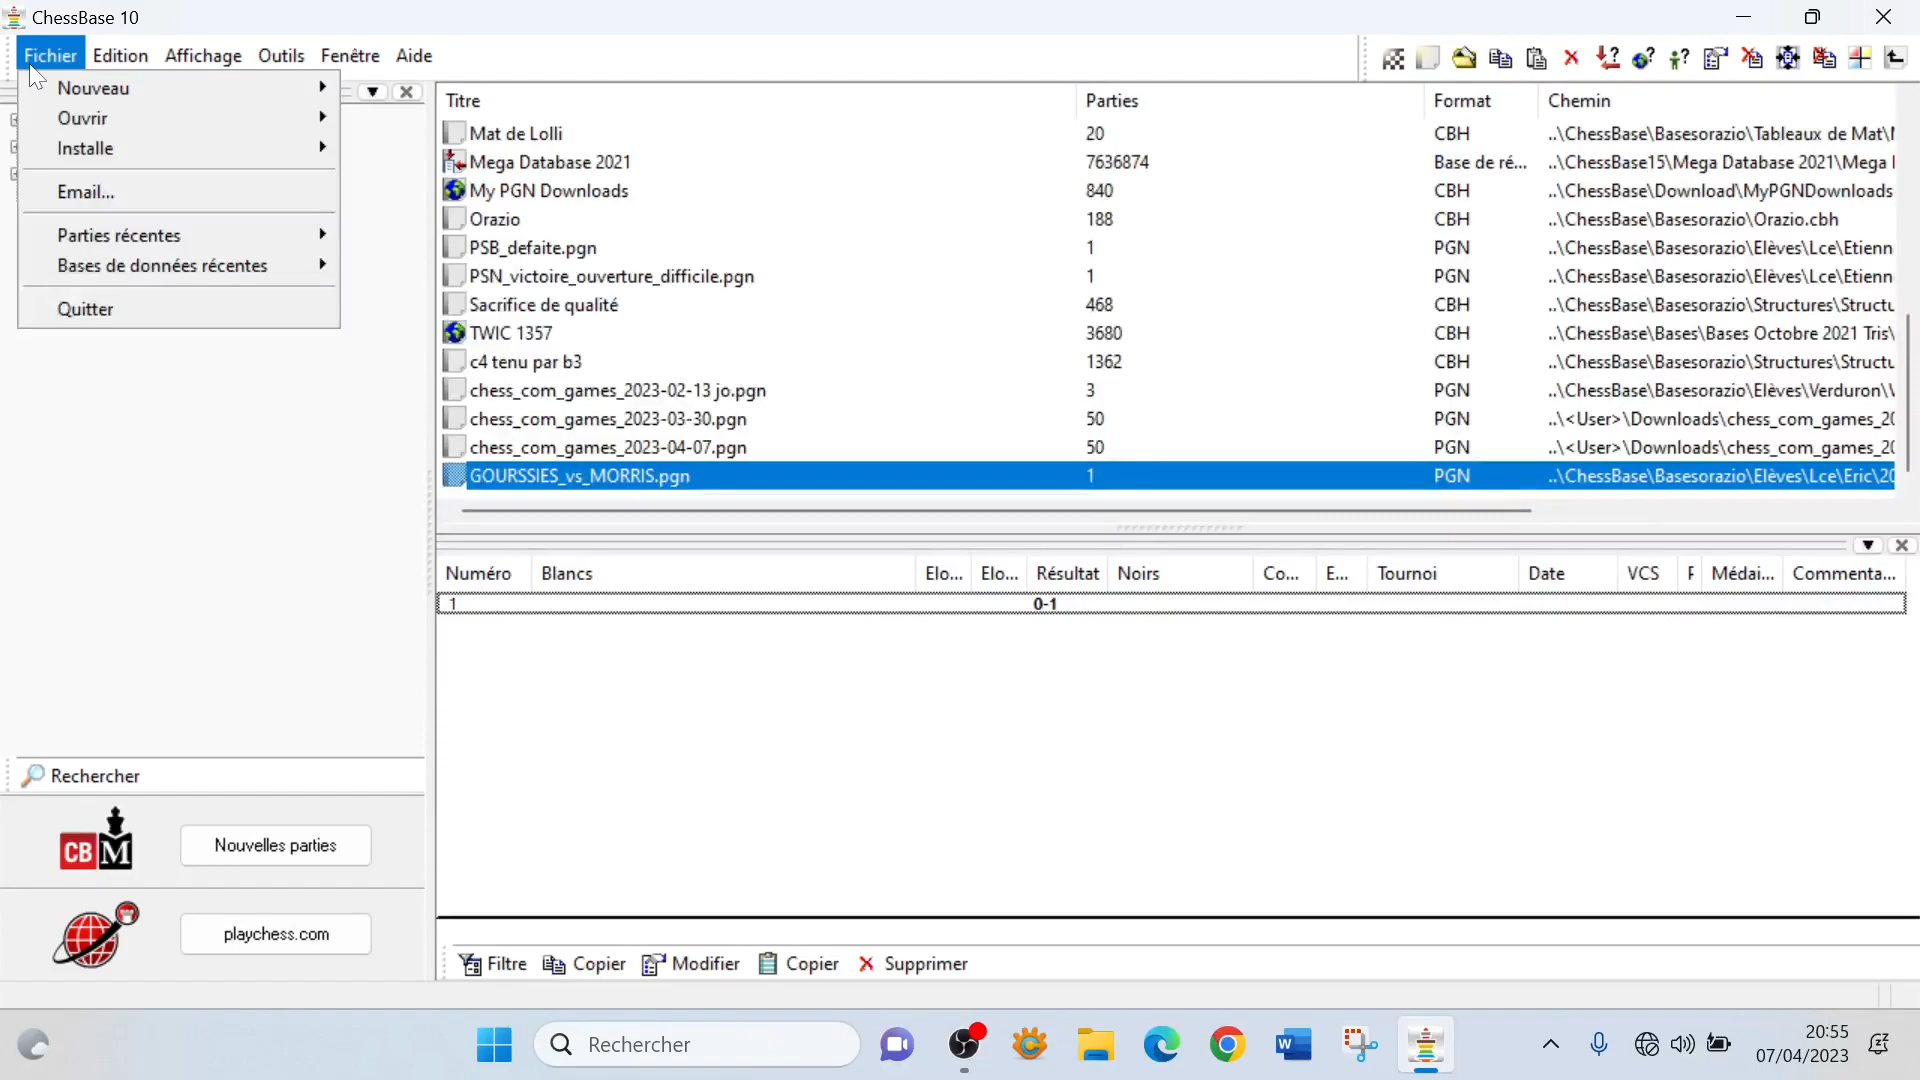 ChessBase 10
Fichier Edition Affichage Outils Fenêtre Aide
Nouveau
Ouvrir
Installe
Email...
Parties récentes
Bases de données récentes
Quitter
Titre Parties Format Chemin
Mat de Lolli 20 CBH ..\ChessBase\Basesorazio\Tableaux de Mat\
Mega Database 2021 7636874 Base de ré... ..\ChessBase15\Mega Database 2021\Mega
My PGN Downloads 840 CBH ..\ChessBase\Download\MyPGNDownloads
Orazio 188 CBH ..\ChessBase\Basesorazio\Orazio.cbh
PSB_defaite.pgn 1 PGN ..\ChessBase\Basesorazio\Elèves\Lce\Etienn
PSN_victoire_ouverture_difficile.pgn 1 PGN ..\ChessBase\Basesorazio\Elèves\Lce\Etienn
Sacrifice de qualité 468 CBH ..\ChessBase\Basesorazio\Structures\Structu
TWIC 1357 3680 CBH ..\ChessBase\Bases\Bases Octobre 2021 Tris\
c4 tenu par b3 1362 CBH ..\ChessBase\Basesorazio\Structures\Structu
chess_com_games_2023-02-13 jo.pgn 3 PGN ..\ChessBase\Basesorazio\Elèves\Verduron\
chess_com_games_2023-03-30.pgn 50 PGN ..\<User>\Downloads\chess_com_games_20
chess_com_games_2023-04-07.pgn 50 PGN ..\<User>\Downloads\chess_com_games_20
GOURSSIES_vs_MORRIS.pgn 1 PGN ..\ChessBase\Basesorazio\Elèves\Lce\Eric\20
Numéro Blancs Elo... Elo... Résultat Noirs Co... E... Tournoi Date VCS Médai... Commenta...
1 0-1
Rechercher
CB M
Nouvelles parties
playchess.com
Filtre Copier Modifier Copier Supprimer
Rechercher
20:55
07/04/2023